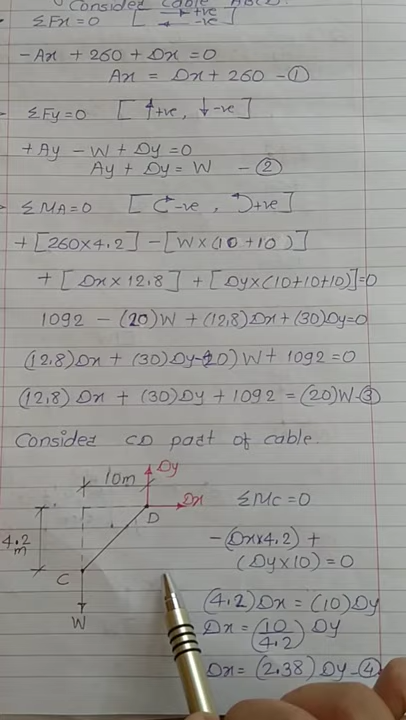 Consided cable ABCD
ΣFx=0 [ → +ve
← -ve ]
-Ax + 260 + Dx = 0
Ax = Dx + 260 - ①
ΣFy=0 [ ↑+ve, ↓-ve ]
+Ay - W + Dy = 0
Ay + Dy = W - ②
ΣMA=0 [ ↻-ve , ↺+ve ]
+ [260×4.2] - [W×(10+10)]
+ [Dx×12.8] + [Dy×(10+10+10)]=0
1092 - (20)W + (12.8)Dx + (30)Dy=0
(12.8)Dx + (30)Dy-(20)W + 1092 = 0
(12.8) Dx + (30)Dy + 1092 = (20)W-③
Consided CD part of cable.
10m
Dy
Dx
D
4.2
m
C
W
ΣMC = 0
-(Dx×4.2) +
(Dy×10) = 0
(4.2)Dx = (10)Dy
Dx = (10/4.2) Dy
Dx = (2.38) Dy-④